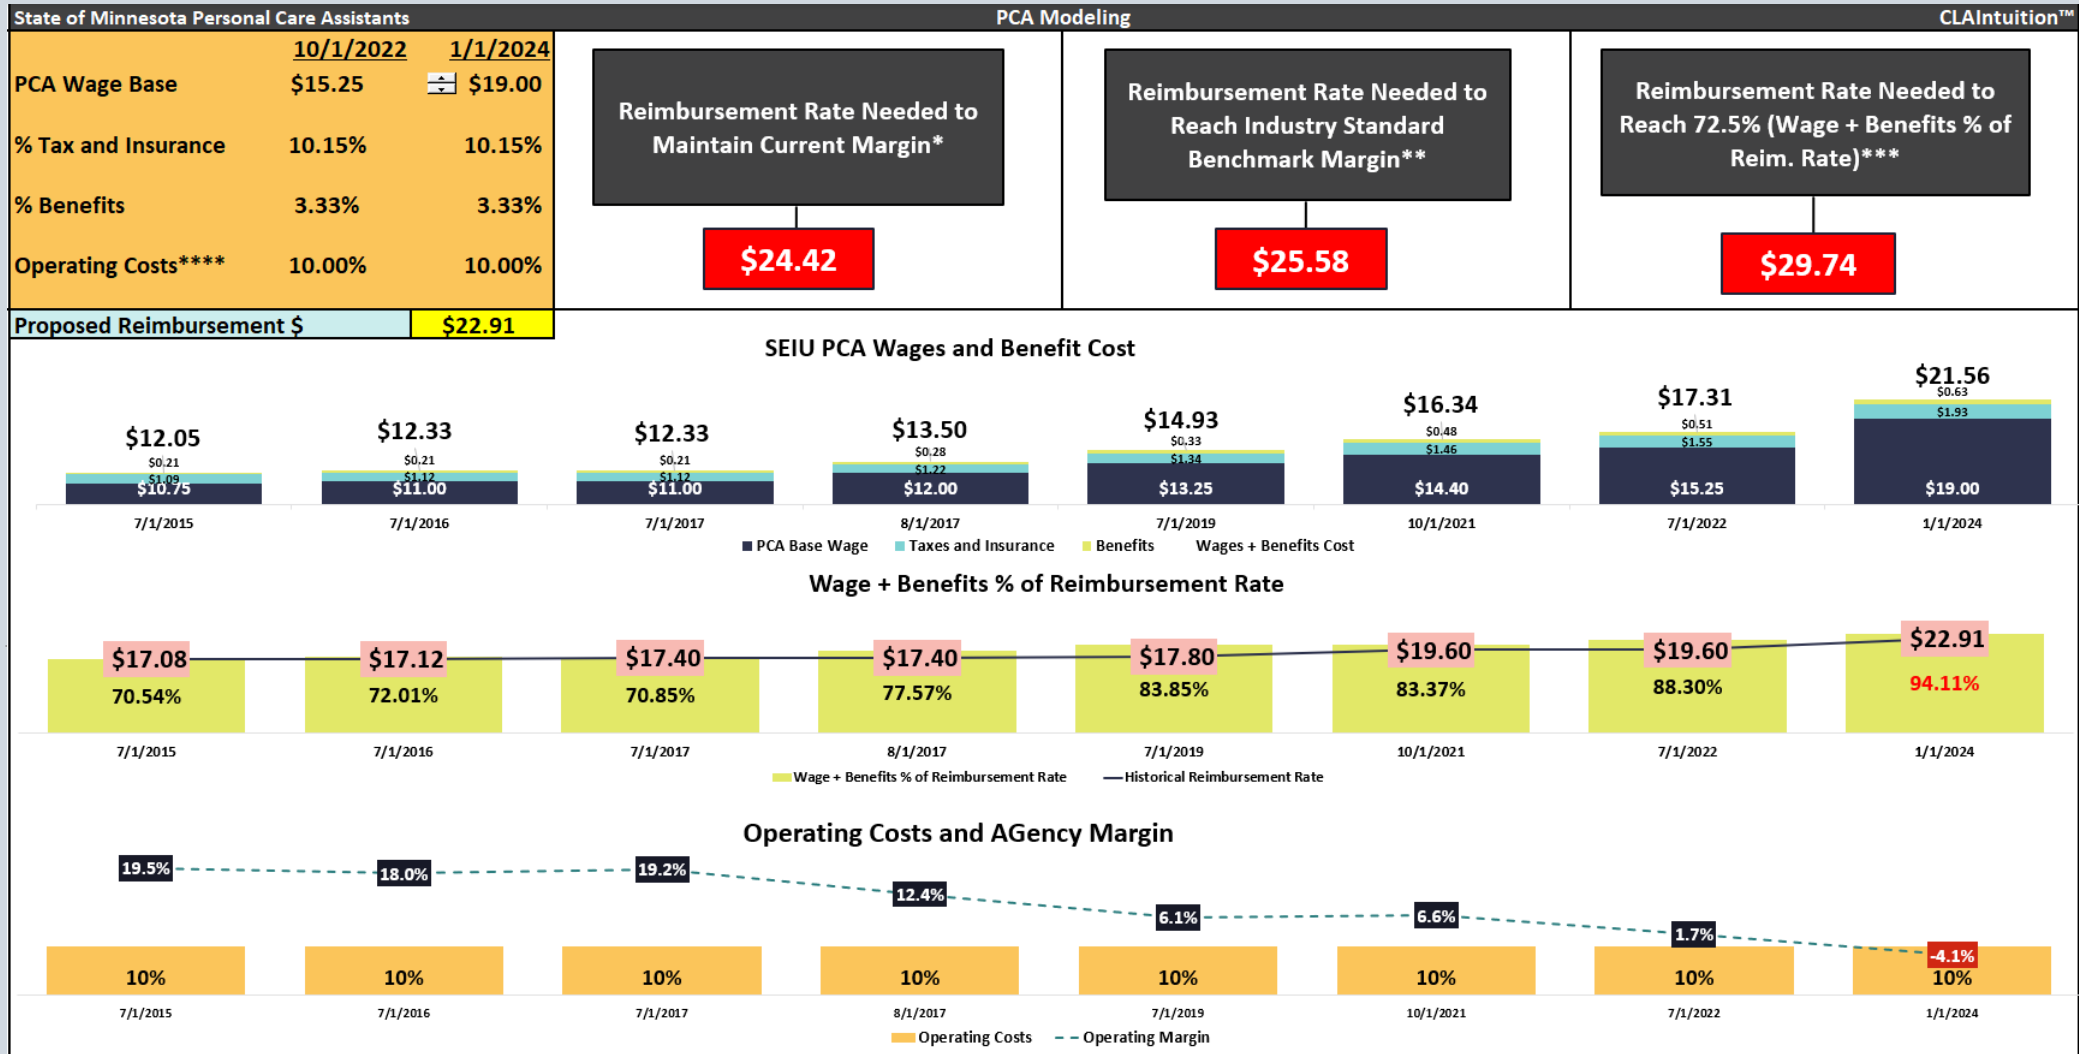 State of Minnesota Personal Care Assistants
PCA Modeling
CLAIntuition™
10/1/2022 1/1/2024
PCA Wage Base $15.25 $19.00
% Tax and Insurance 10.15% 10.15%
% Benefits 3.33% 3.33%
Operating Costs**** 10.00% 10.00%
Proposed Reimbursement $ $22.91
Reimbursement Rate Needed to
Maintain Current Margin*
$24.42
Reimbursement Rate Needed to
Reach Industry Standard
Benchmark Margin**
$25.58
Reimbursement Rate Needed to
Reach 72.5% (Wage + Benefits % of
Reim. Rate)***
$29.74
SEIU PCA Wages and Benefit Cost
$12.05 $12.33 $12.33 $13.50 $14.93 $16.34 $17.31 $21.56
$0.21 $0.21 $0.21 $0.28 $0.33 $0.48 $0.51 $0.63
$1.09 $1.12 $1.12 $1.22 $1.34 $1.46 $1.55 $1.93
$10.75 $11.00 $11.00 $12.00 $13.25 $14.40 $15.25 $19.00
7/1/2015 7/1/2016 7/1/2017 8/1/2017 7/1/2019 10/1/2021 7/1/2022 1/1/2024
PCA Base Wage Taxes and Insurance Benefits Wages + Benefits Cost
Wage + Benefits % of Reimbursement Rate
$17.08 $17.12 $17.40 $17.40 $17.80 $19.60 $19.60 $22.91
70.54% 72.01% 70.85% 77.57% 83.85% 83.37% 88.30% 94.11%
7/1/2015 7/1/2016 7/1/2017 8/1/2017 7/1/2019 10/1/2021 7/1/2022 1/1/2024
Wage + Benefits % of Reimbursement Rate Historical Reimbursement Rate
Operating Costs and AGency Margin
19.5% 18.0% 19.2% 12.4% 6.1% 6.6% 1.7% -4.1%
10% 10% 10% 10% 10% 10% 10% 10%
7/1/2015 7/1/2016 7/1/2017 8/1/2017 7/1/2019 10/1/2021 7/1/2022 1/1/2024
Operating Costs Operating Margin